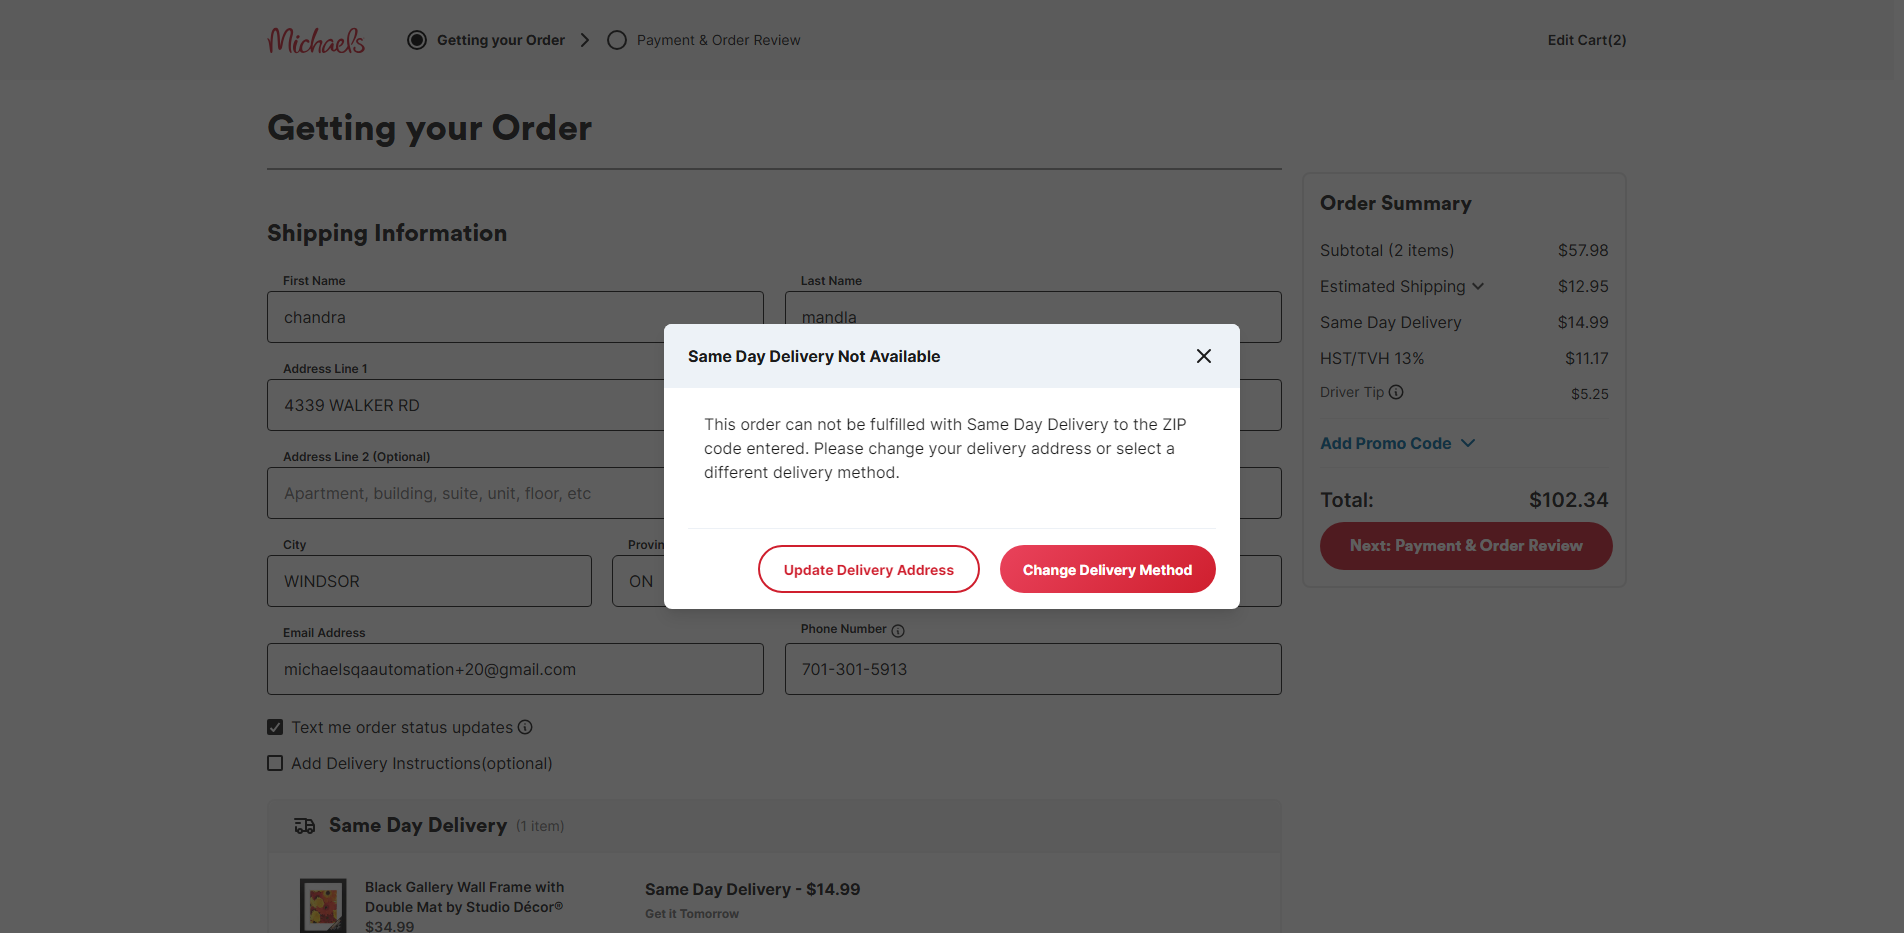 Michaels
Getting your Order
Payment & Order Review
Edit Cart(2)
Getting your Order
Shipping Information
First Name
Last Name
chandra
mandla
Address Line 1
4339 WALKER RD
Address Line 2 (Optional)
Apartment, building, suite, unit, floor, etc
City
Provin
WINDSOR
ON
Email Address
Phone Number
michaelsqaautomation+20@gmail.com
701-301-5913
Text me order status updates
Add Delivery Instructions(optional)
Same Day Delivery (1 item)
Black Gallery Wall Frame with
Double Mat by Studio Décor®
$34.99
Same Day Delivery - $14.99
Get it Tomorrow
Same Day Delivery Not Available
This order can not be fulfilled with Same Day Delivery to the ZIP
code entered. Please change your delivery address or select a
different delivery method.
Update Delivery Address
Change Delivery Method
Order Summary
Subtotal (2 items) $57.98
Estimated Shipping $12.95
Same Day Delivery $14.99
HST/TVH 13% $11.17
Driver Tip $5.25
Add Promo Code
Total: $102.34
Next: Payment & Order Review